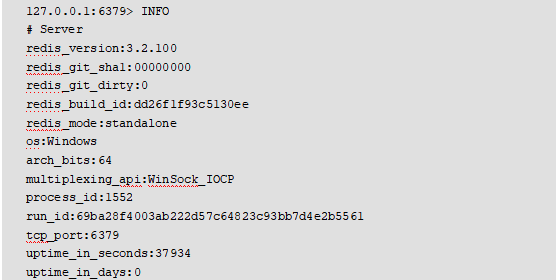 127.0.0.1:6379> INFO
# Server
redis_version:3.2.100
redis_git_sha1:00000000
redis_git_dirty:0
redis_build_id:dd26f1f93c5130ee
redis_mode:standalone
os:Windows
arch_bits:64
multiplexing_api:WinSock_IOCP
process_id:1552
run_id:69ba28f4003ab222d57c64823c93bb7d4e2b5561
tcp_port:6379
uptime_in_seconds:37934
uptime_in_days:0